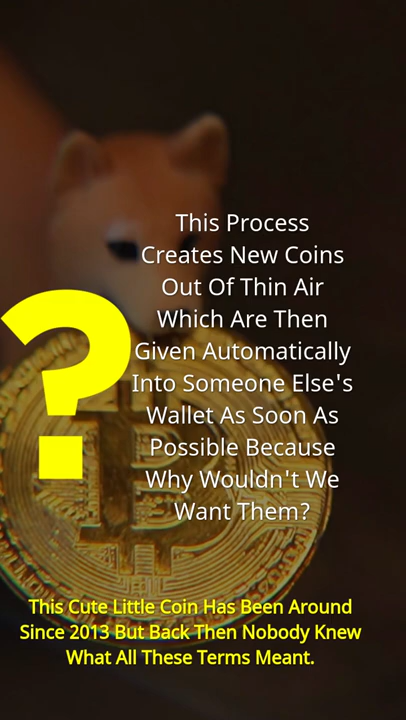 This Process
Creates New Coins
Out Of Thin Air
Which Are Then
Given Automatically
Into Someone Else's
Wallet As Soon As
Possible Because
Why Wouldn't We
Want Them?
?
This Cute Little Coin Has Been Around
Since 2013 But Back Then Nobody Knew
What All These Terms Meant.